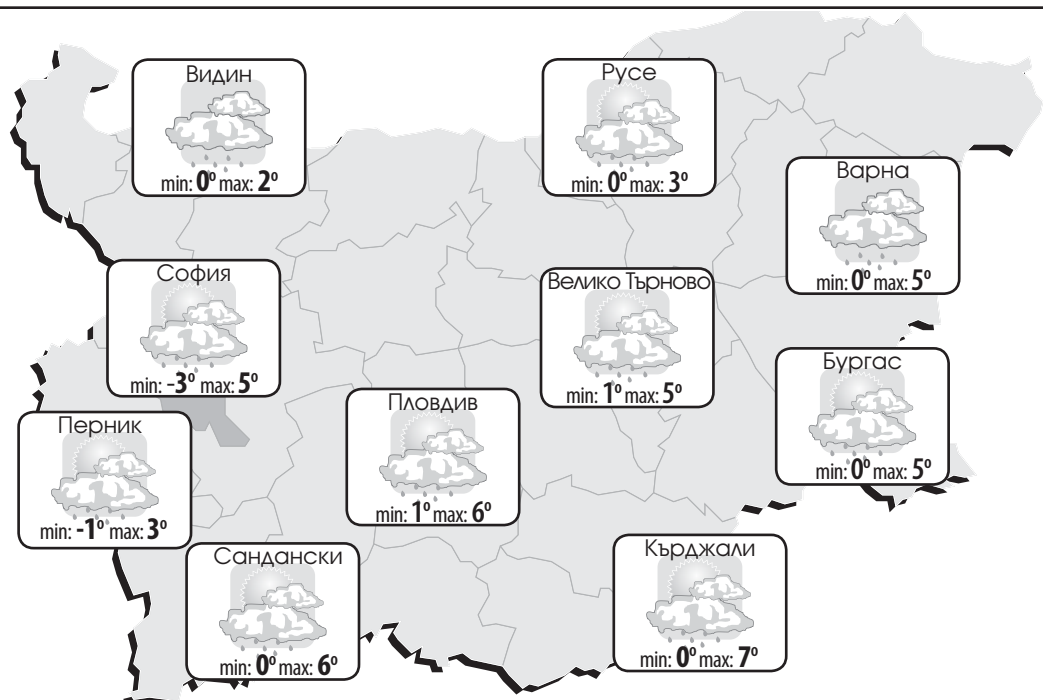 Видин
min: 0° max: 2°
Русе
min: 0° max: 3°
Варна
min: 0° max: 5°
София
min: -3° max: 5°
Велико Търново
min: 1° max: 5°
Бургас
min: 0° max: 5°
Пловдив
min: 1° max: 6°
Перник
min: -1° max: 3°
Сандански
min: 0° max: 6°
Кърджали
min: 0° max: 7°